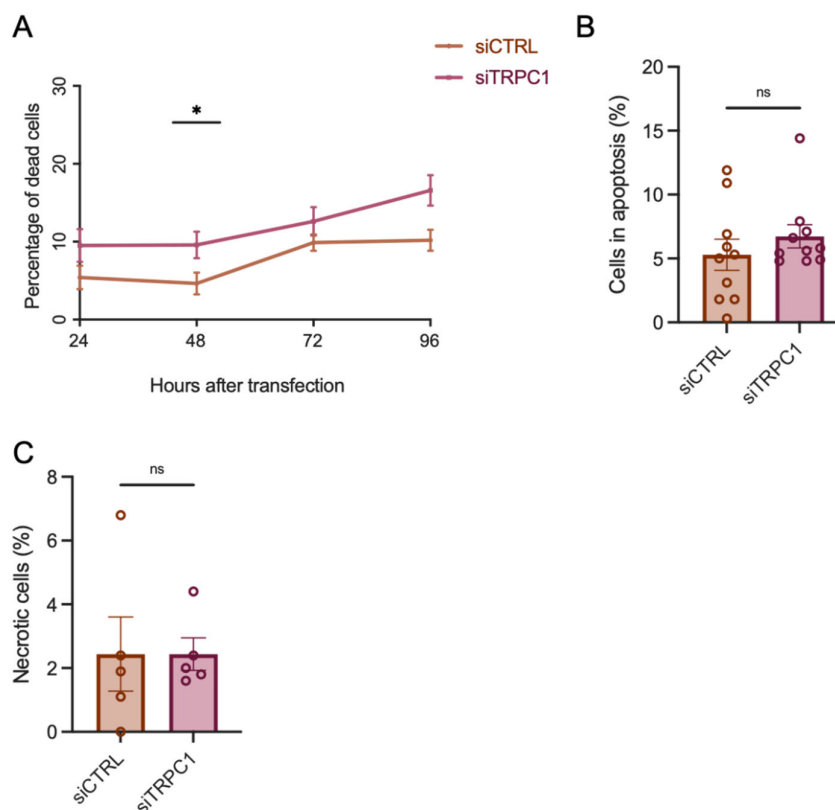 A
siCTRL
siTRPC1
Percentage of dead cells
30
20
10
0
*
24 48 72 96
Hours after transfection
B
Cells in apoptosis (%)
20
15
10
5
0
ns
siCTRL
siTRPC1
C
Necrotic cells (%)
8
6
4
2
0
ns
siCTRL
siTRPC1